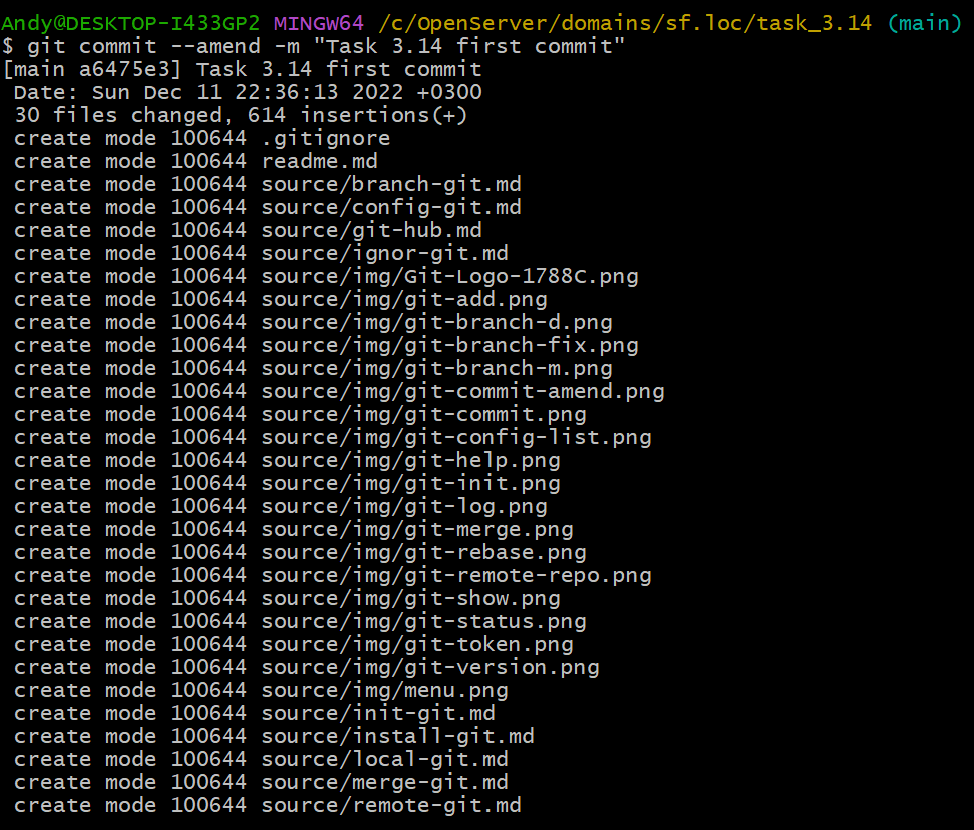 Andy@DESKTOP-T433GP2 MINGW64 /c/OpenServer/domains/sf.loc/task_3.14 (main)
$ git commit --amend -m "Task 3.14 first commit"
[main a6475e3] Task 3.14 first commit
 Date: Sun Dec 11 22:36:13 2022 +0300
 30 files changed, 614 insertions(+)
 create mode 100644 .gitignore
 create mode 100644 readme.md
 create mode 100644 source/branch-git.md
 create mode 100644 source/config-git.md
 create mode 100644 source/git-hub.md
 create mode 100644 source/ignor-git.md
 create mode 100644 source/img/Git-Logo-1788C.png
 create mode 100644 source/img/git-add.png
 create mode 100644 source/img/git-branch-d.png
 create mode 100644 source/img/git-branch-fix.png
 create mode 100644 source/img/git-branch-m.png
 create mode 100644 source/img/git-commit-amend.png
 create mode 100644 source/img/git-commit.png
 create mode 100644 source/img/git-config-list.png
 create mode 100644 source/img/git-help.png
 create mode 100644 source/img/git-init.png
 create mode 100644 source/img/git-log.png
 create mode 100644 source/img/git-merge.png
 create mode 100644 source/img/git-rebase.png
 create mode 100644 source/img/git-remote-repo.png
 create mode 100644 source/img/git-show.png
 create mode 100644 source/img/git-status.png
 create mode 100644 source/img/git-token.png
 create mode 100644 source/img/git-version.png
 create mode 100644 source/img/menu.png
 create mode 100644 source/init-git.md
 create mode 100644 source/install-git.md
 create mode 100644 source/local-git.md
 create mode 100644 source/merge-git.md
 create mode 100644 source/remote-git.md